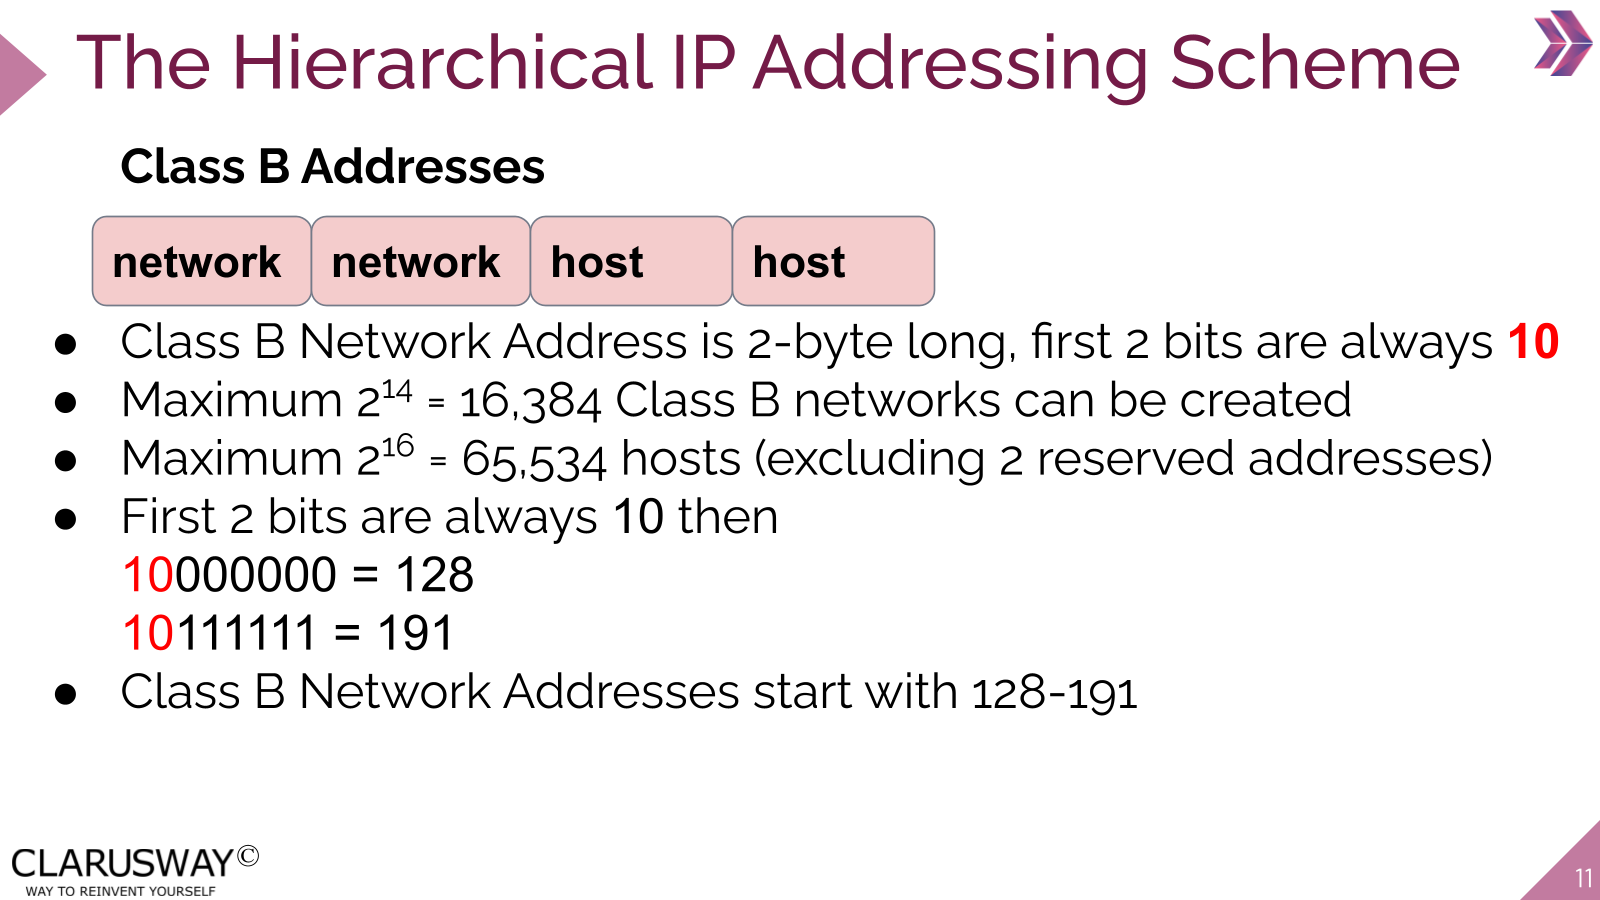 The Hierarchical IP Addressing Scheme
Class B Addresses
network network host host
● Class B Network Address is 2-byte long, first 2 bits are always 10
● Maximum 2¹⁴ = 16,384 Class B networks can be created
● Maximum 2¹⁶ = 65,534 hosts (excluding 2 reserved addresses)
● First 2 bits are always 10 then
10000000 = 128
10111111 = 191
● Class B Network Addresses start with 128-191
CLARUSWAY©
WAY TO REINVENT YOURSELF
11